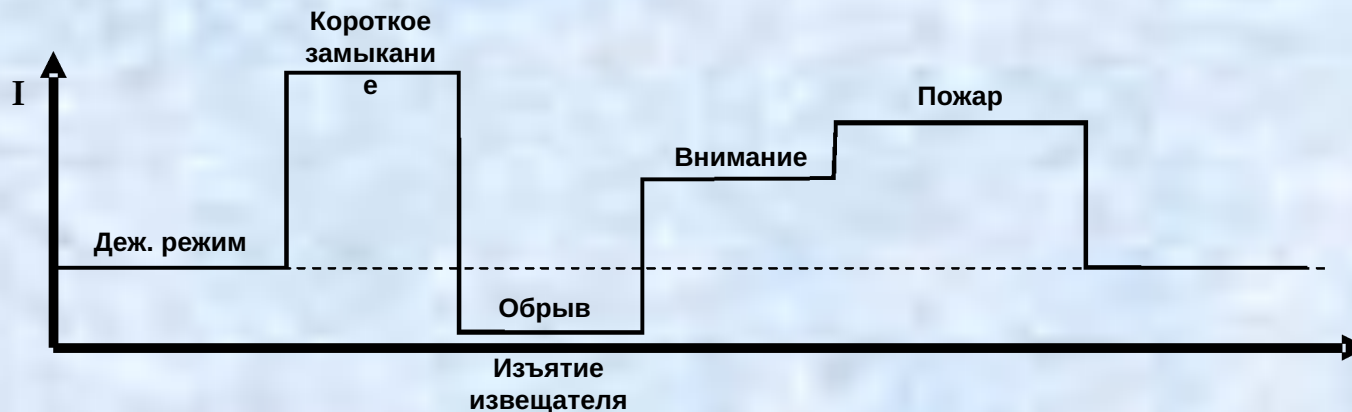 Короткое
замыкани
е
I
Пожар
Внимание
Деж. режим
Обрыв
Изъятие
извещателя